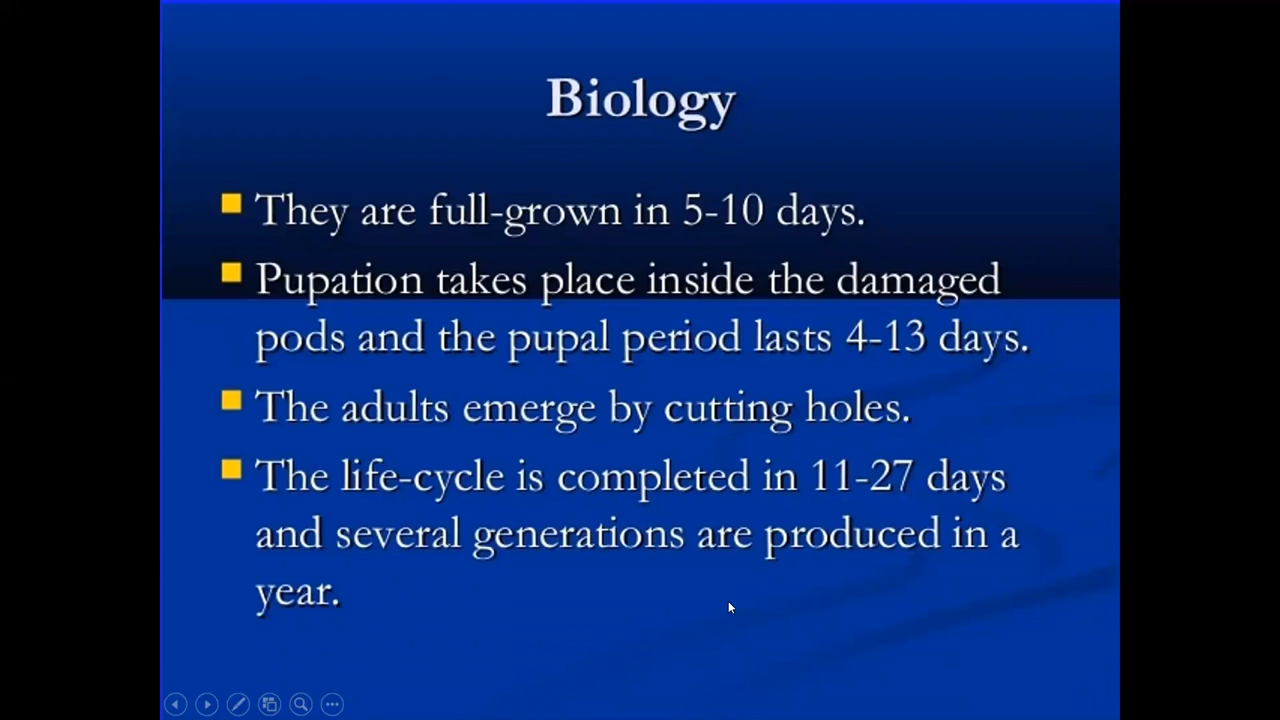 Biology
They are full-grown in 5-10 days.
Pupation takes place inside the damaged
pods and the pupal period lasts 4-13 days.
The adults emerge by cutting holes.
The life-cycle is completed in 11-27 days
and several generations are produced in a
year.